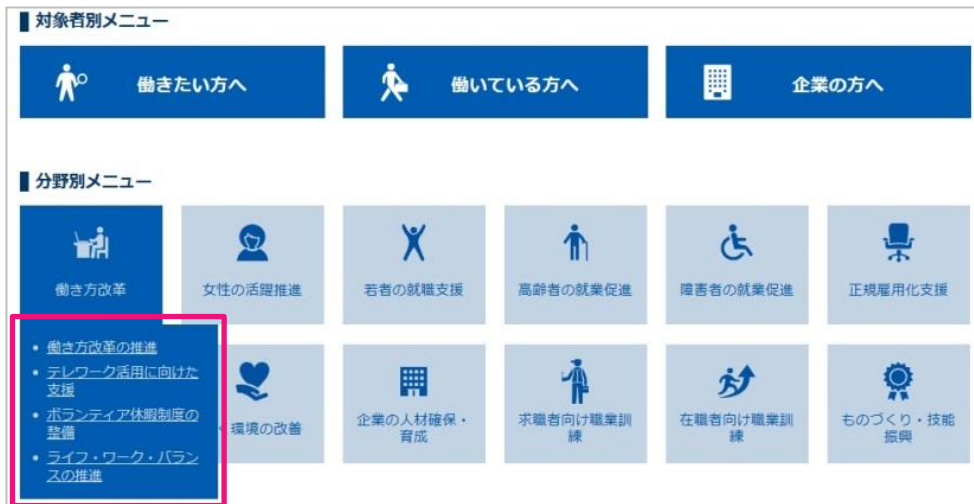 対象者別メニュー
働きたい方へ
働いている方へ
企業の方へ
分野別メニュー
働き方改革
女性の活躍推進
若者の就職支援
高齢者の就業促進
障害者の就業促進
正規雇用化支援
• 働き方改革の推進
• テレワーク活用に向けた
支援
• ボランティア休暇制度の
整備
• ライフ・ワーク・バラン
スの推進
環境の改善
企業の人材確保・
育成
求職者向け職業訓
練
在職者向け職業訓
練
ものづくり・技能
振興